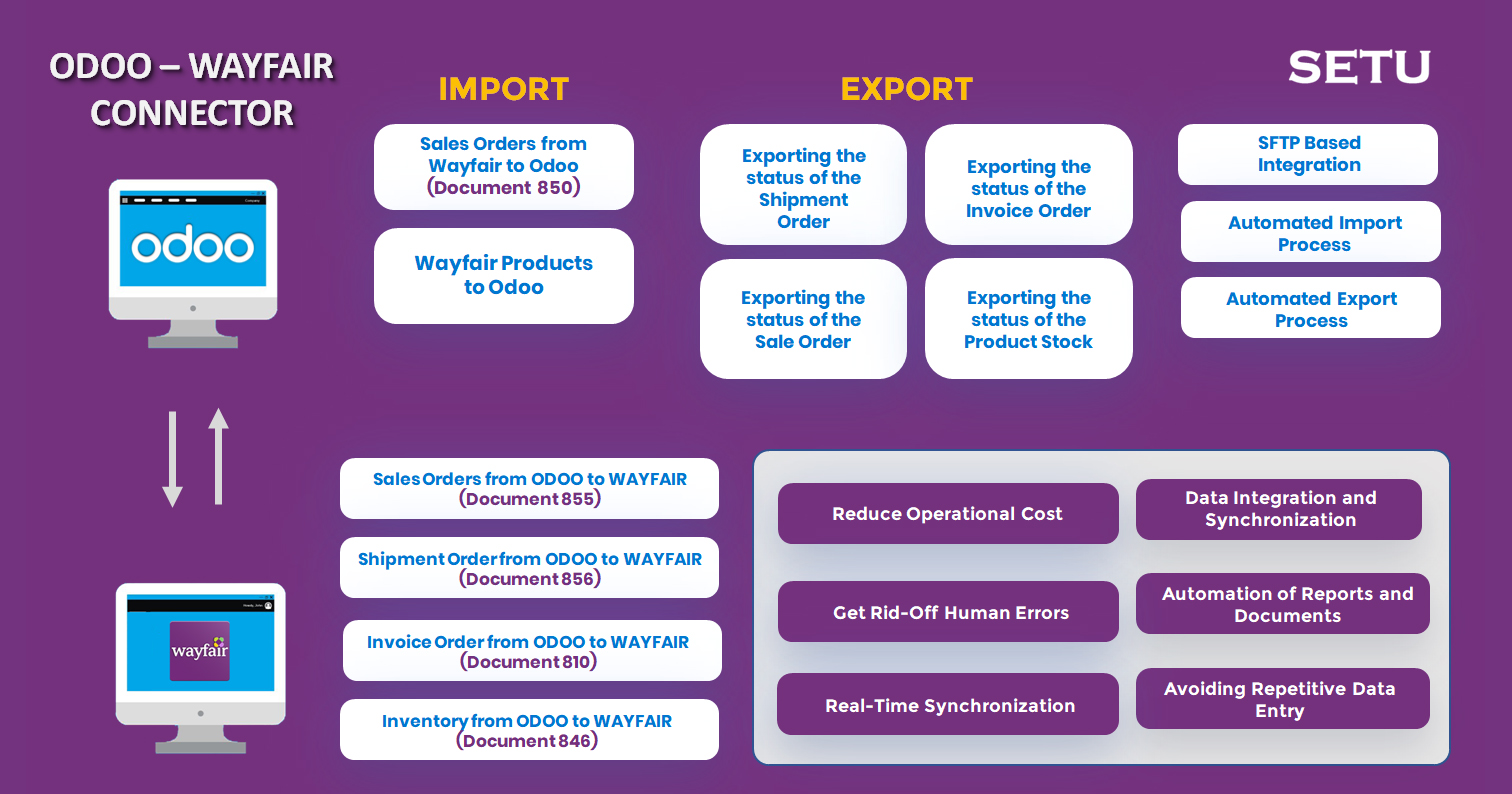 ODOO – WAYFAIR
CONNECTOR
IMPORT
Sales Orders from
Wayfair to Odoo
(Document 850)
Wayfair Products
to Odoo
EXPORT
Exporting the
status of the
Shipment
Order
Exporting the
status of the
Invoice Order
Exporting the
status of the
Sale Order
Exporting the
status of the
Product Stock
SETU
SFTP Based
Integration
Automated Import
Process
Automated Export
Process
Company
odoo
wayfair
Sales Orders from ODOO to WAYFAIR
(Document 855)
Shipment Order from ODOO to WAYFAIR
(Document 856)
Invoice Order from ODOO to WAYFAIR
(Document 810)
Inventory from ODOO to WAYFAIR
(Document 846)
Reduce Operational Cost
Get Rid-Off Human Errors
Real-Time Synchronization
Data Integration and
Synchronization
Automation of Reports and
Documents
Avoiding Repetitive Data
Entry